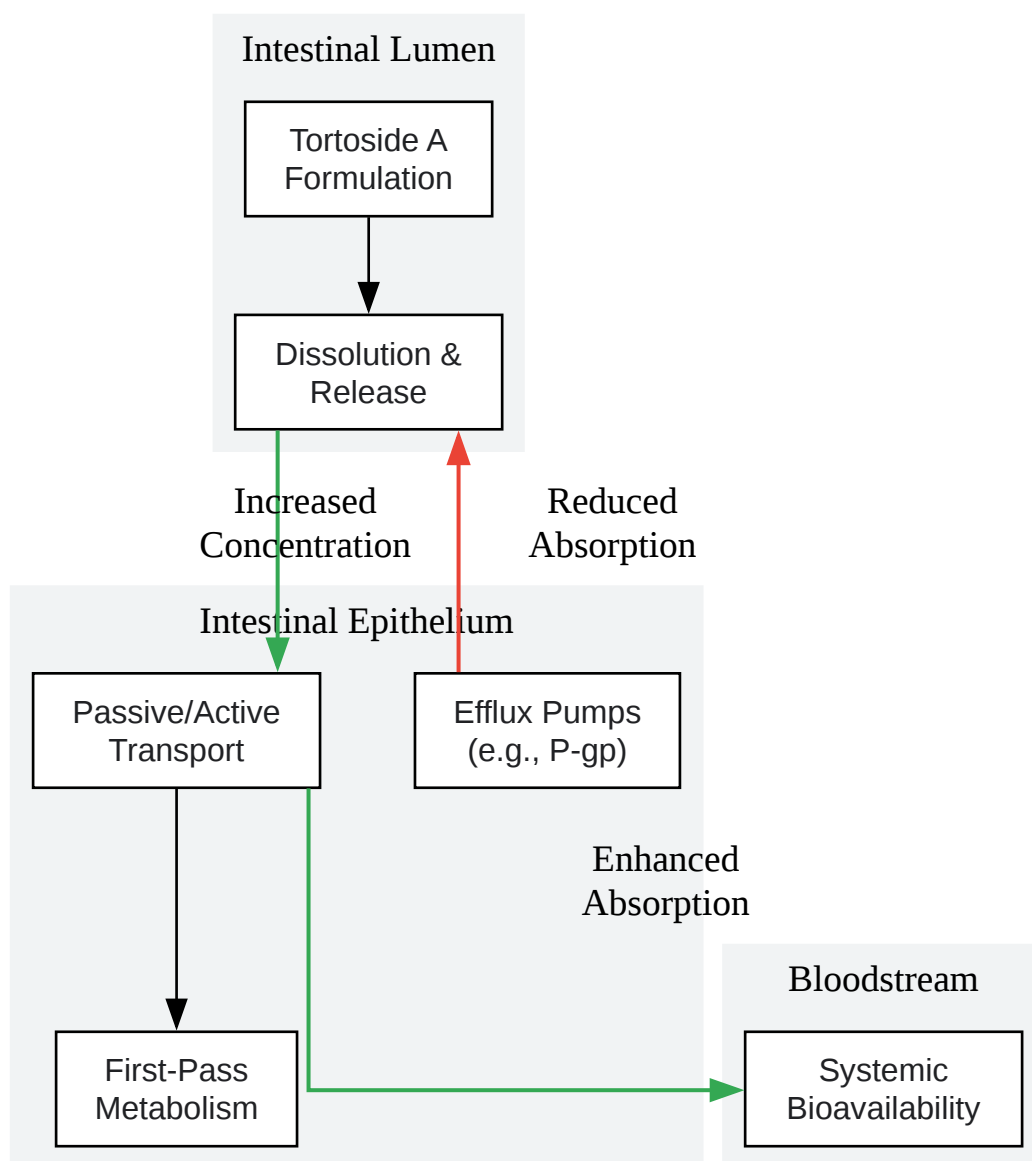 Intestinal Lumen
Tortoside A
Formulation
Dissolution &
Release
Increased
Concentration
Reduced
Absorption
Intestinal Epithelium
Passive/Active
Transport
Efflux Pumps
(e.g., P-gp)
Enhanced
Absorption
Bloodstream
First-Pass
Metabolism
Systemic
Bioavailability